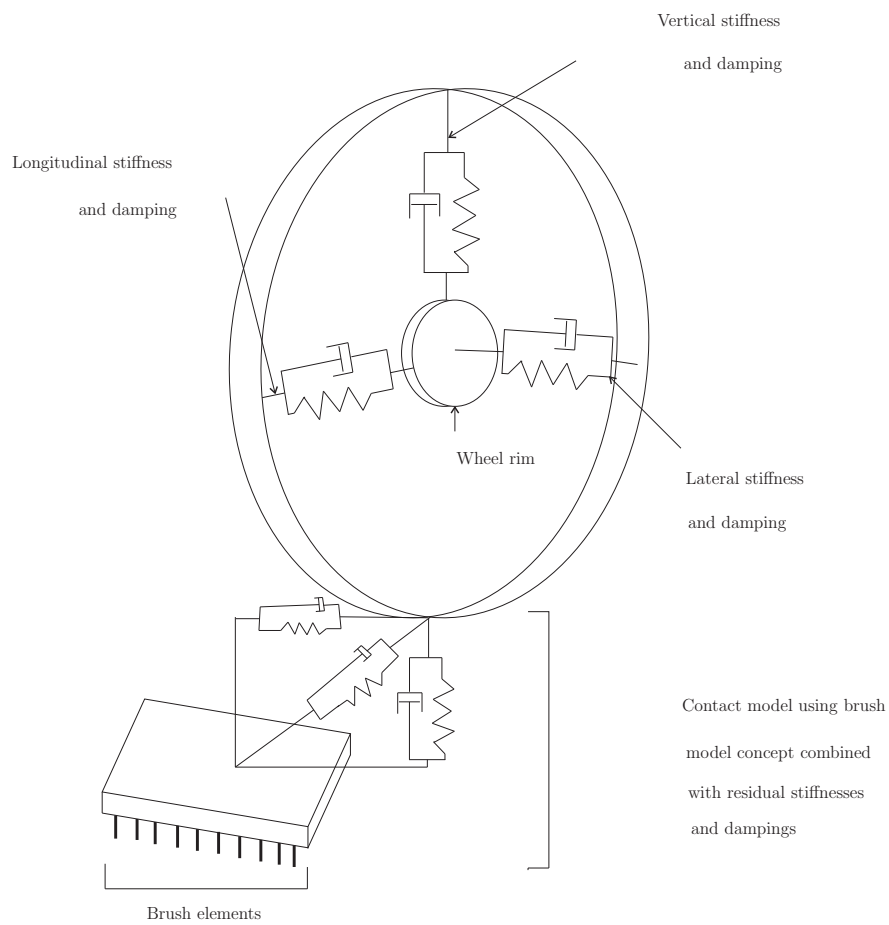 Vertical stiffness
and damping
Longitudinal stiffness
and damping
Wheel rim
Lateral stiffness
and damping
Contact model using brush
model concept combined
with residual stiffnesses
and dampings
Brush elements